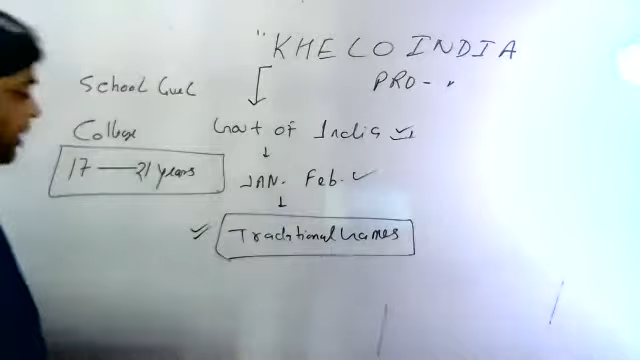 " KHELO INDIA
PRO - "
School Level
College
17 — 21 years
Govt of India
JAN. Feb.
Traditional Games